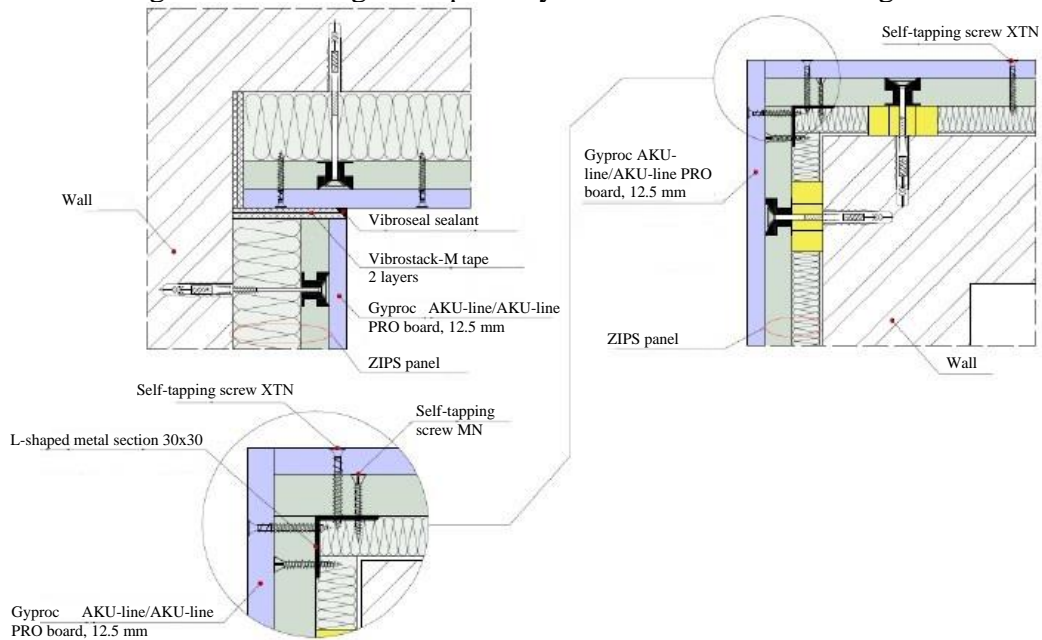 Self-tapping screw XTN
Wall
Vibroseal sealant
Vibrostack-M tape
2 layers
Gyproc AKU-line/AKU-line
PRO board, 12.5 mm
ZIPS panel
Gyproc AKU-
line/AKU-line PRO
board, 12.5 mm
ZIPS panel
Wall
Self-tapping screw XTN
Self-tapping
screw MN
L-shaped metal section 30x30
Gyproc AKU-line/AKU-line
PRO board, 12.5 mm